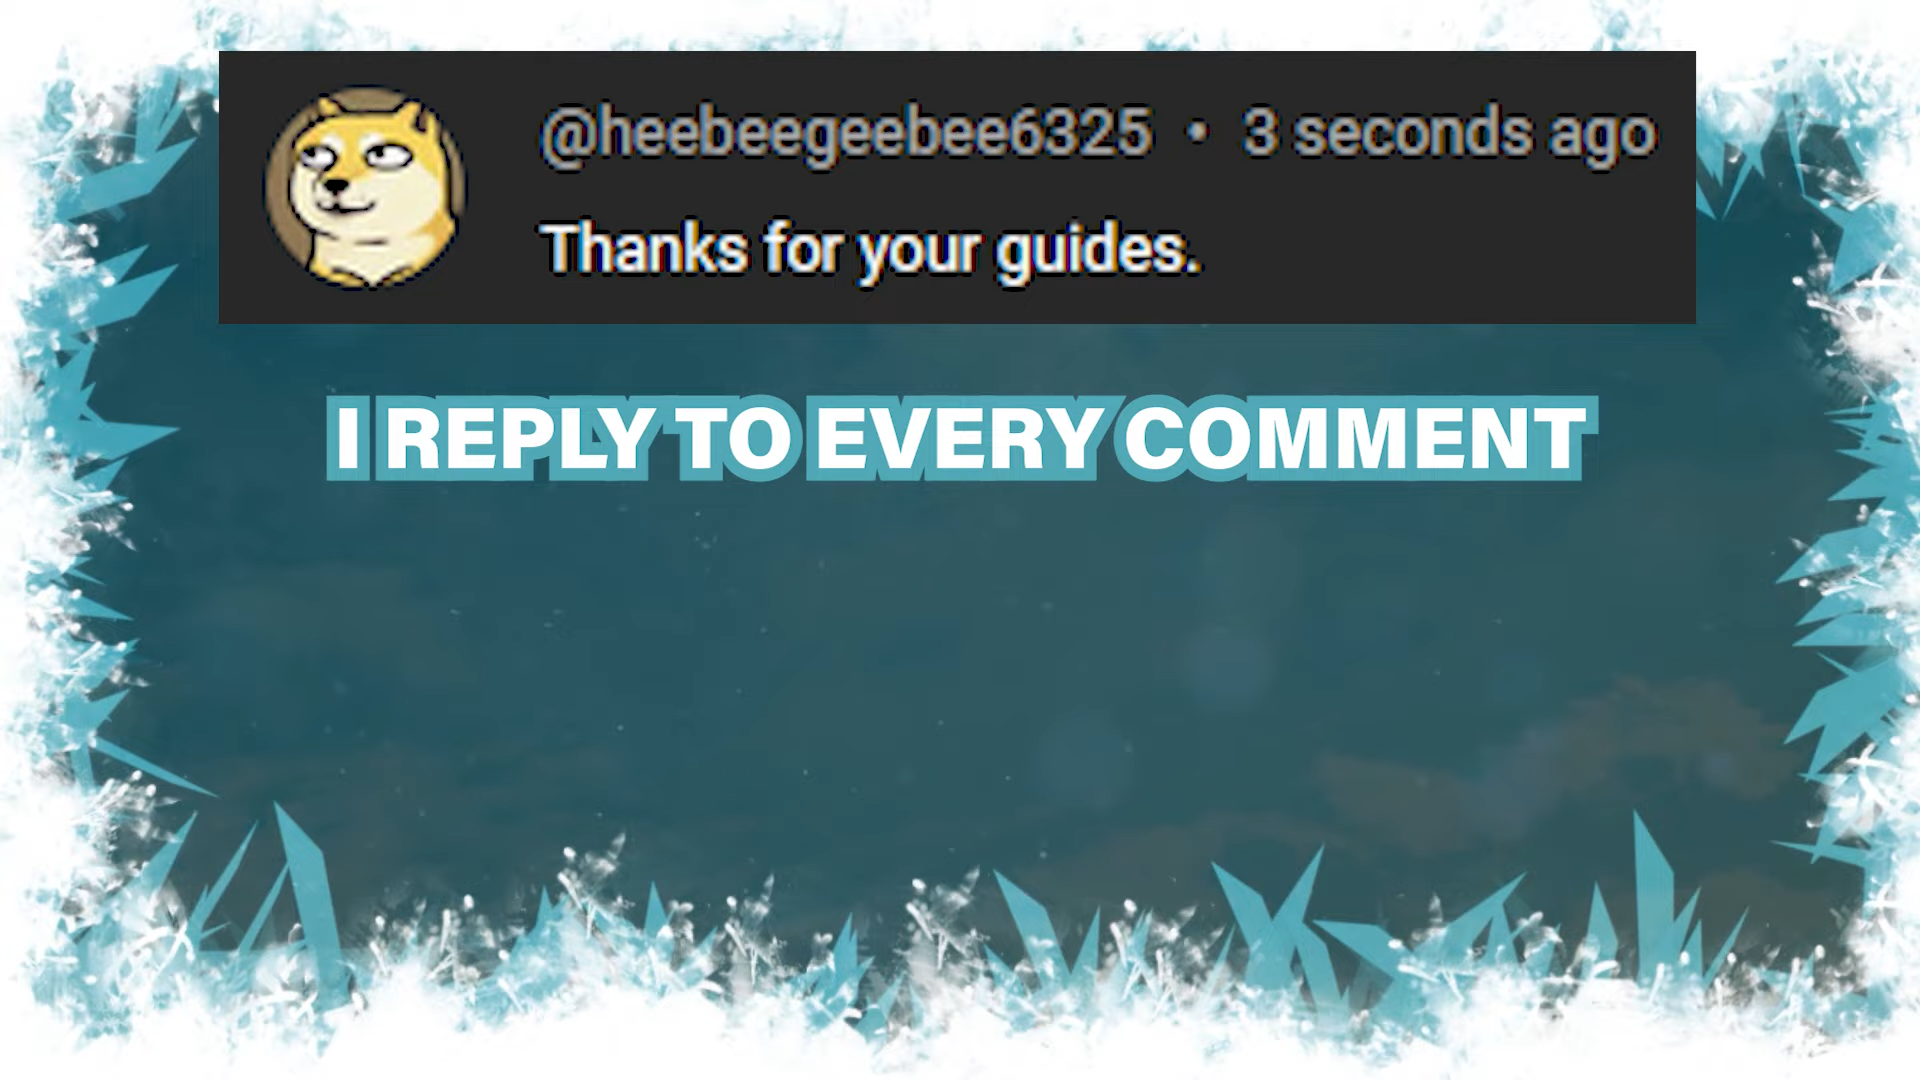 @heebeegeebee6325 • 3 seconds ago
Thanks for your guides.
I REPLY TO EVERY COMMENT